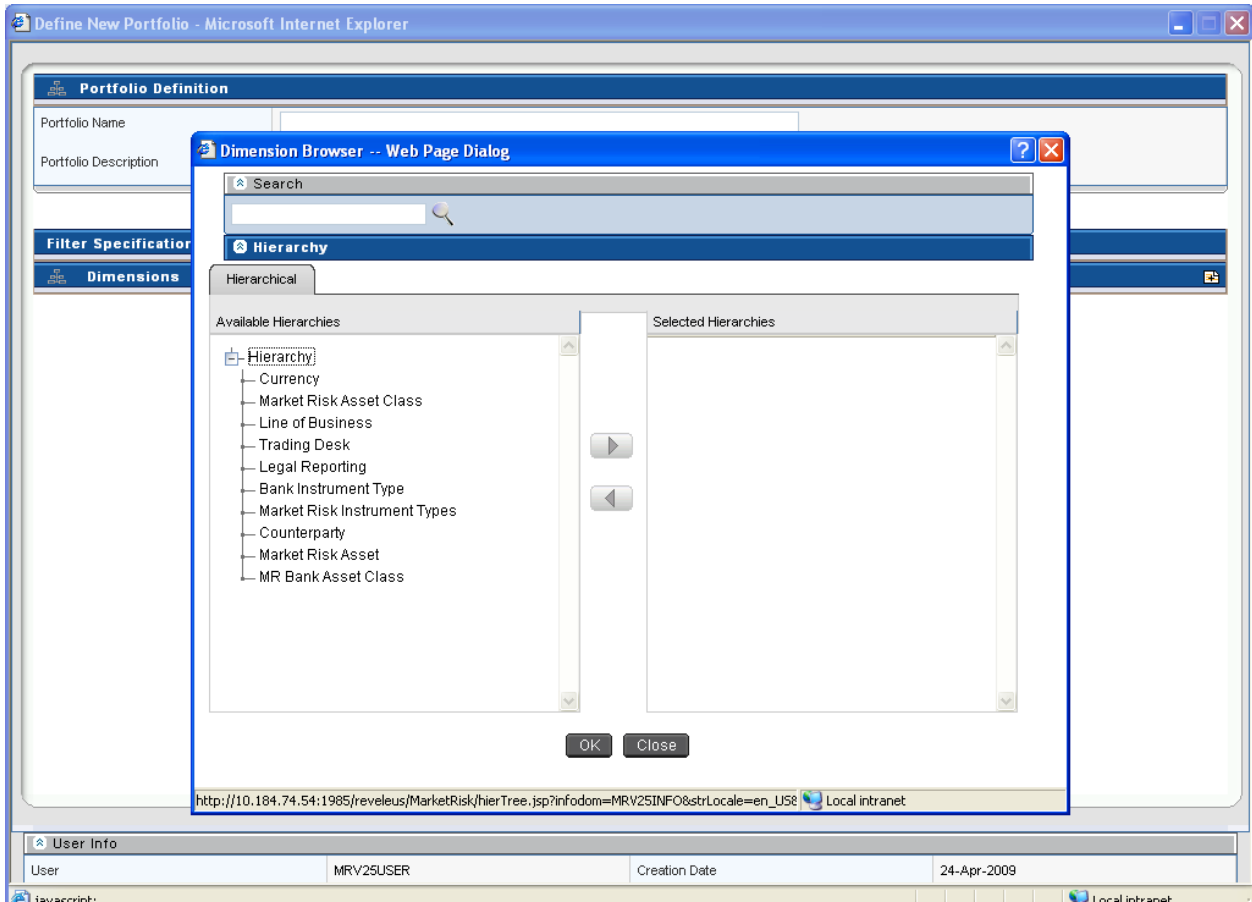 Define New Portfolio - Microsoft Internet Explorer
Portfolio Definition
Portfolio Name
Portfolio Description
Dimension Browser -- Web Page Dialog
Search
Filter Specification
Hierarchy
Dimensions
Hierarchical
Available Hierarchies
Selected Hierarchies
Hierarchy
Currency
Market Risk Asset Class
Line of Business
Trading Desk
Legal Reporting
Bank Instrument Type
Market Risk Instrument Types
Counterparty
Market Risk Asset
MR Bank Asset Class
OK Close
http://10.184.74.54:1985/reveleus/MarketRisk/hierTree.jsp?infodom=MRV25INFO&strLocale=en_US& Local intranet
User Info
User MRV25USER Creation Date 24-Apr-2009
javascript: Local intranet